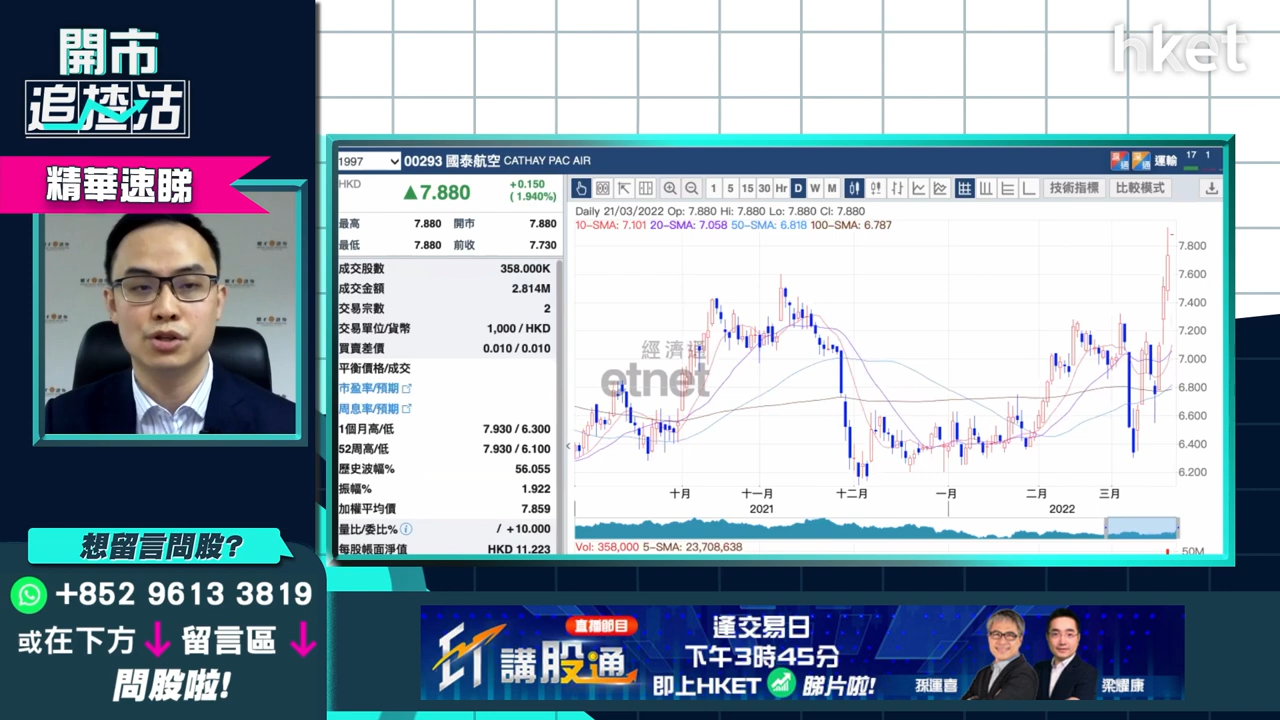 開市
追揸沽
精華速睇
想留言問股?
+852 9613 3819
或在下方 留言區
問股啦!
hket
1997
00293 國泰航空 CATHAY PAC AIR
運輸
17 1
HKD
▲7.880
+0.150
( 1.940%)
最高 7.880 開市 7.880
最低 7.880 前收 7.730
成交股數 358.000K
成交金額 2.814M
交易宗數 2
交易單位/貨幣 1,000 / HKD
買賣差價 0.010 / 0.010
平衡價格/成交
市盈率/預期
周息率/預期
1個月高/低 7.930 / 6.300
52周高/低 7.930 / 6.100
歷史波幅% 56.055
振幅% 1.922
加權平均價 7.859
量比/委比% / +10.000
每股帳面淨值 HKD 11.223
1 5 15 30 Hr D W M
技術指標 比較模式
Daily 21/03/2022 Op: 7.880 Hi: 7.880 Lo: 7.880 Cl: 7.880
10-SMA: 7.101 20-SMA: 7.058 50-SMA: 6.818 100-SMA: 6.787
7.800
7.600
7.400
7.200
7.000
6.800
6.600
6.400
6.200
經濟通
etnet
十月 十一月 十二月 一月 二月 三月
2021 2022
Vol: 358,000 5-SMA: 23,708,638
50M
ET講股通
直播節目
逢交易日
下午3時45分
即上HKET 睇片啦!
孫運喜
梁耀康